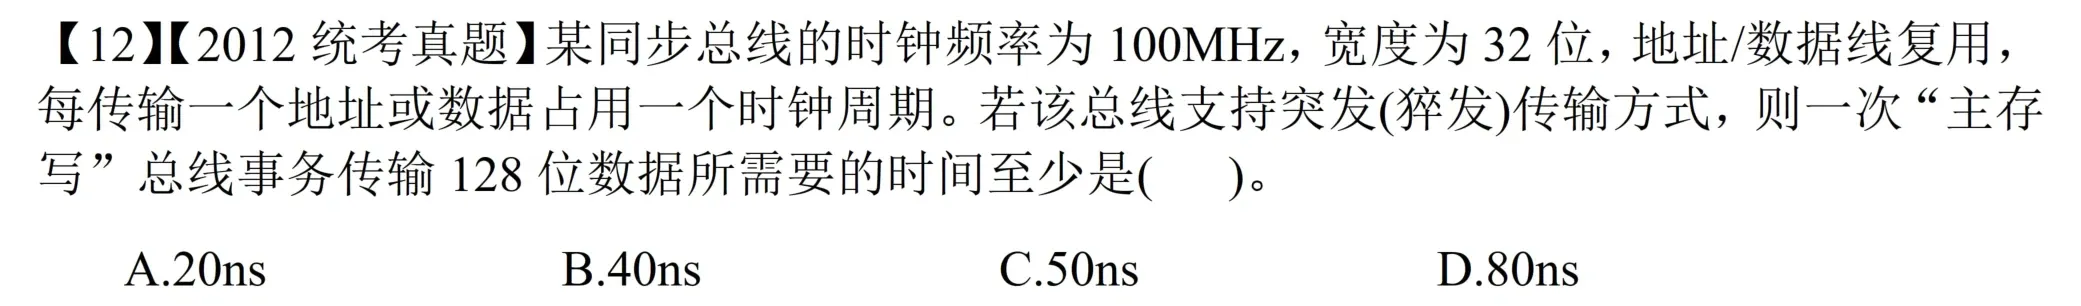 【12】【2012 统考真题】某同步总线的时钟频率为 100MHz，宽度为 32 位，地址/数据线复用，
每传输一个地址或数据占用一个时钟周期。若该总线支持突发(猝发)传输方式，则一次“主存
写”总线事务传输 128 位数据所需要的时间至少是(    )。
A.20ns B.40ns C.50ns D.80ns